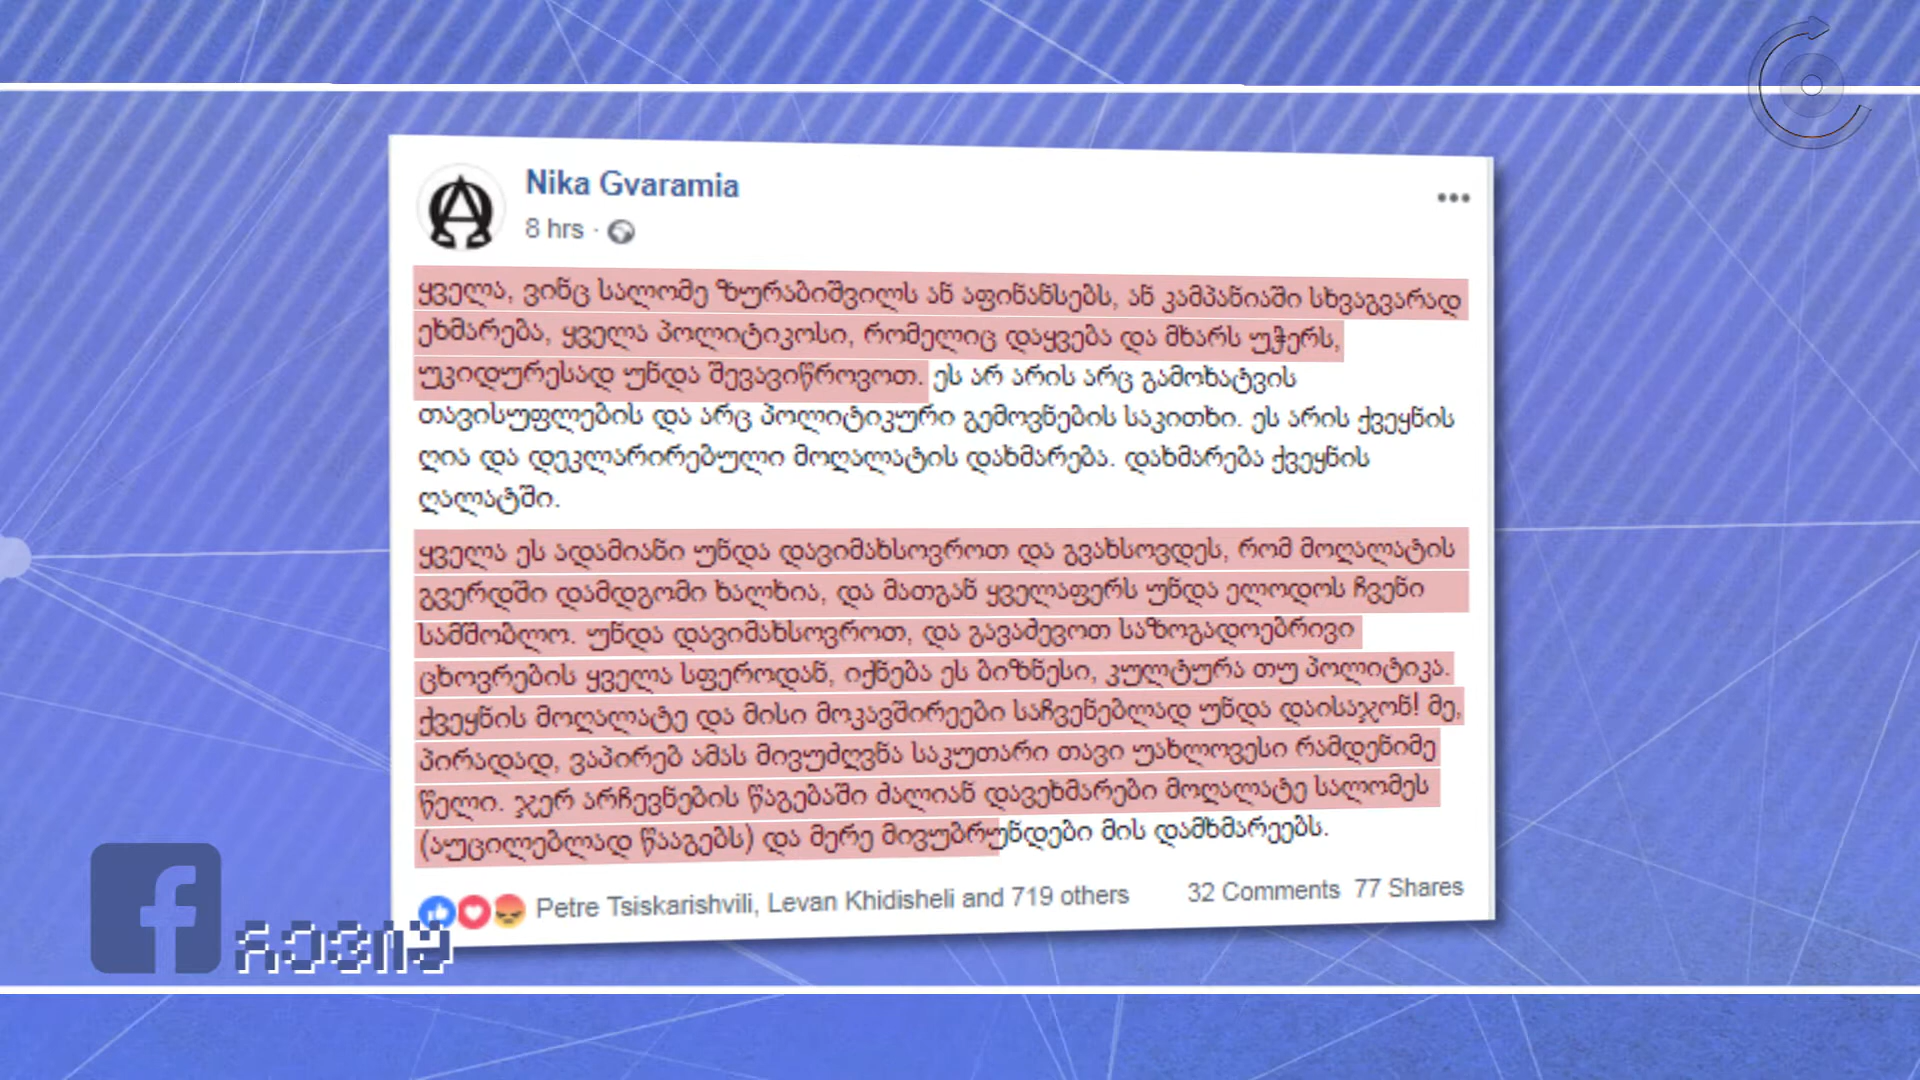 Nika Gvaramia
8 hrs ·
ყველა, ვინც სალომე ზურაბიშვილს ან აფინანსებს, ან კამპანიაში სხვაგვარად
ეხმარება, ყველა პოლიტიკოსი, რომელიც დაყვება და მხარს უჭერს,
უკიდურესად უნდა შევავიწროვოთ. ეს არ არის არც გამოხატვის
თავისუფლების და არც პოლიტიკური გემოვნების საკითხი. ეს არის ქვეყნის
ღია და დეკლარირებული მოღალატის დახმარება. დახმარება ქვეყნის
ღალატში.
ყველა ეს ადამიანი უნდა დავიმახსოვროთ და გვახსოვდეს, რომ მოღალატის
გვერდში დამდგომი ხალხია, და მათგან ყველაფერს უნდა ელოდოს ჩვენი
სამშობლო. უნდა დავიმახსოვროთ, და გავაძევოთ საზოგადოებრივი
ცხოვრების ყველა სფეროდან, იქნება ეს ბიზნესი, კულტურა თუ პოლიტიკა.
ქვეყნის მოღალატე და მისი მოკავშირეები საჩვენებლად უნდა დაისაჯონ! მე,
პირადად, ვაპირებ ამას მივუძღვნა საკუთარი თავი უახლოვესი რამდენიმე
წელი. ჯერ არჩევნების წაგებაში ძალიან დავეხმარები მოღალატე სალომეს
(აუცილებლად წააგებს) და მერე მივუბრუნდები მის დამხმარეებს.
Petre Tsiskarishvili, Levan Khidisheli and 719 others 32 Comments 77 Shares